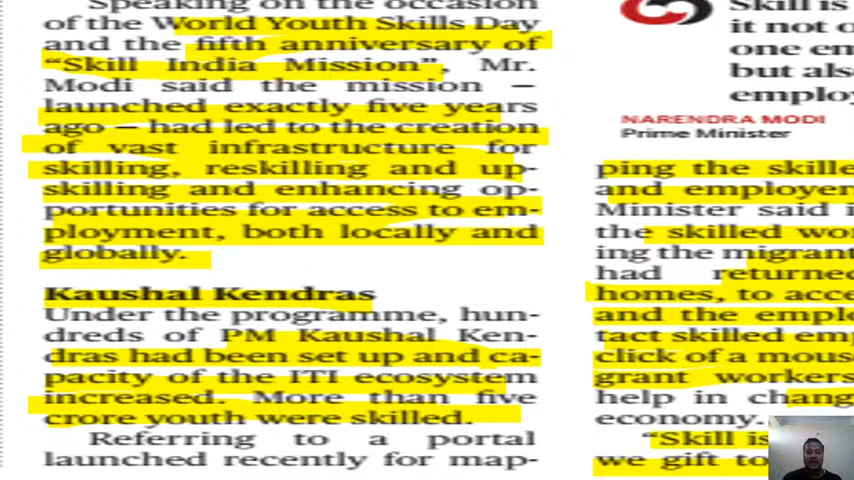 Speaking on the occasion
of the World Youth Skills Day
and the fifth anniversary of
“Skill India Mission”, Mr.
Modi said the mission —
launched exactly five years
ago — had led to the creation
of vast infrastructure for
skilling, reskilling and up-
skilling and enhancing op-
portunities for access to em-
ployment, both locally and
globally.
Kaushal Kendras
Under the programme, hun-
dreds of PM Kaushal Ken-
dras had been set up and ca-
pacity of the ITI ecosystem
increased. More than five
crore youth were skilled.
Referring to a portal
launched recently for map-
Skill is
it not o
one em
but als
employ
NARENDRA MODI
Prime Minister
ping the skille
and employer
Minister said i
the skilled wo
ing the migrant
had returned
homes, to acce
and the emplo
tact skilled emp
click of a mous
grant workers
help in chang
economy.
“Skill is
we gift to